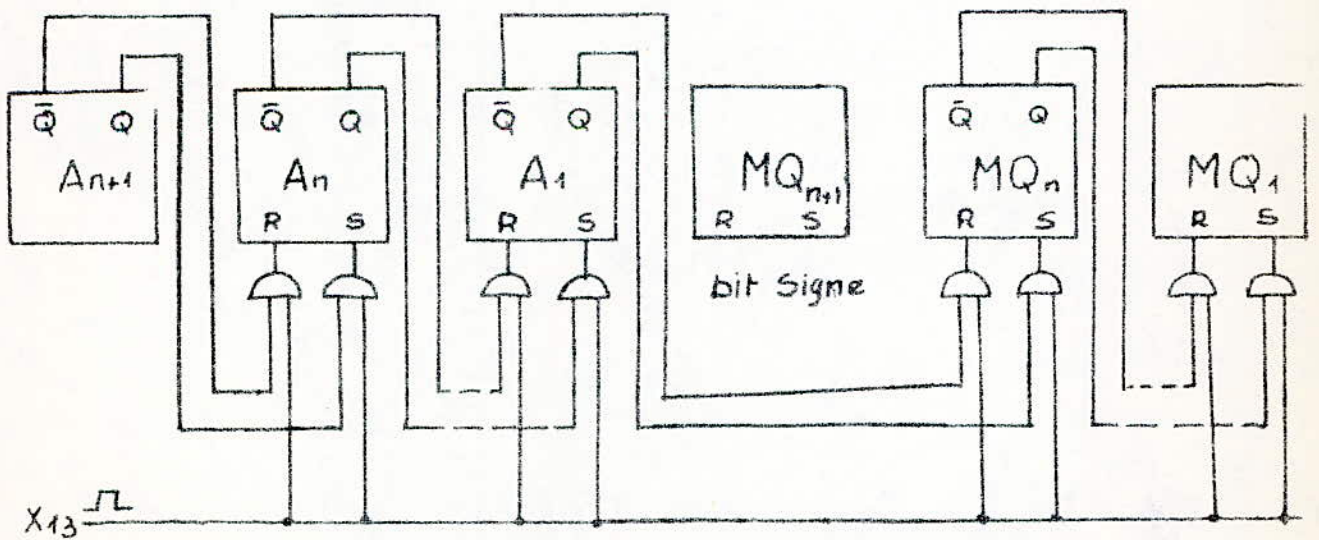 Q̄ Q Q̄ Q Q̄ Q Q̄ Q
An+1 An A1 MQn+1 MQn MQ1
R S R S R S R S R S
bit Signe
X13